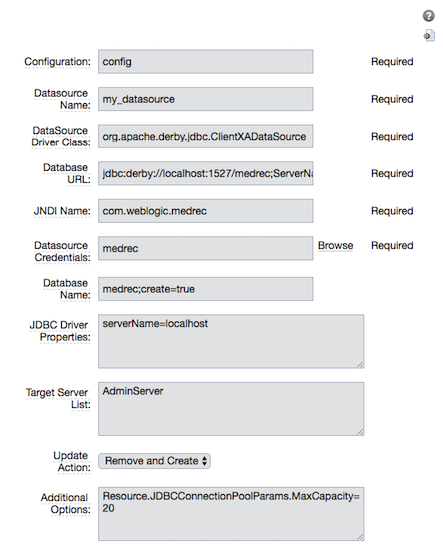 Configuration: config Required
Datasource Name: my_datasource Required
DataSource Driver Class: org.apache.derby.jdbc.ClientXADataSource Required
Database URL: jdbc:derby://localhost:1527/medrec;ServerNa Required
JNDI Name: com.weblogic.medrec Required
Datasource Credentials: medrec Browse Required
Database Name: medrec;create=true
JDBC Driver Properties: serverName=localhost
Target Server List: AdminServer
Update Action: Remove and Create
Additional Options: Resource.JDBCConnectionPoolParams.MaxCapacity=
20